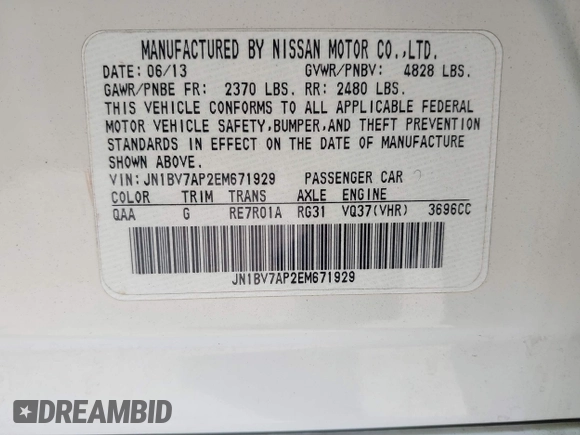 MANUFACTURED BY NISSAN MOTOR CO.,LTD.
DATE: 06/13 GVWR/PNBV: 4828 LBS.
GAWR/PNBE FR: 2370 LBS. RR: 2480 LBS.
THIS VEHICLE CONFORMS TO ALL APPLICABLE FEDERAL
MOTOR VEHICLE SAFETY,BUMPER,AND THEFT PREVENTION
STANDARDS IN EFFECT ON THE DATE OF MANUFACTURE
SHOWN ABOVE.
VIN:JN1BV7AP2EM671929 PASSENGER CAR
COLOR TRIM TRANS AXLE ENGINE
QAA G RE7R01A RG31 VQ37(VHR) 3696CC
JN1BV7AP2EM671929
DREAMBID